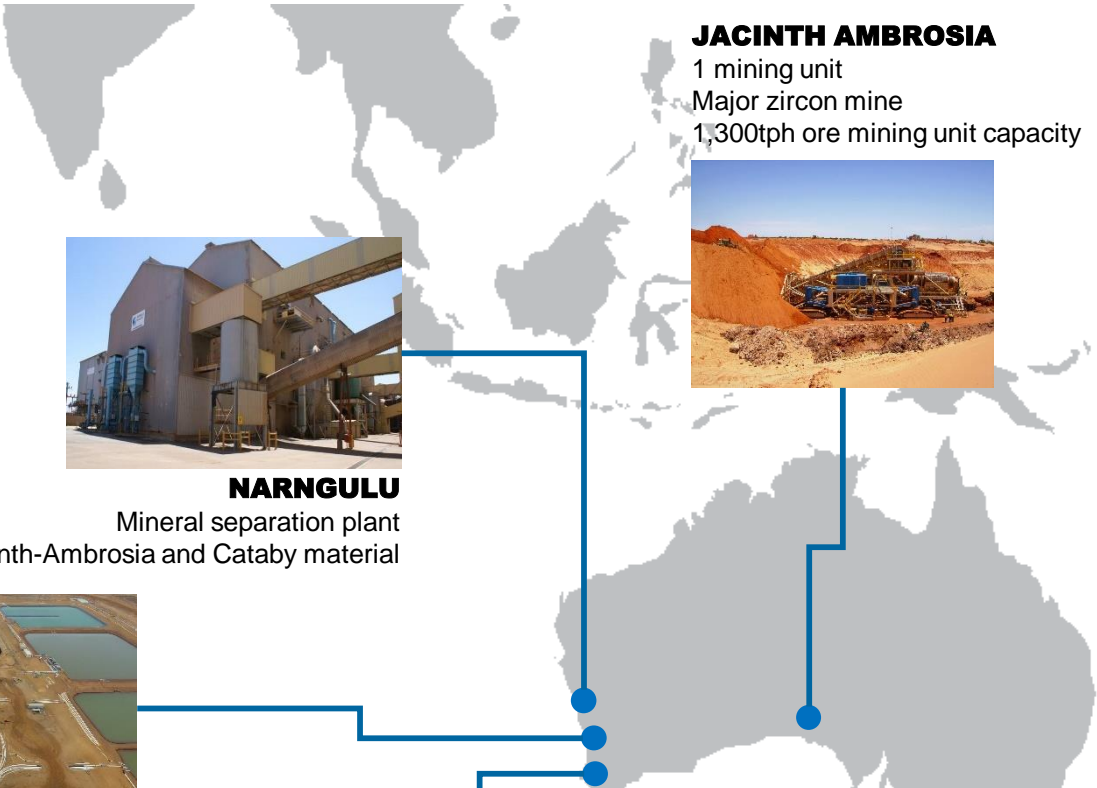 JACINTH AMBROSIA
1 mining unit
Major zircon mine
1,300tph ore mining unit capacity
NARNGULU
Mineral separation plant
nth-Ambrosia and Cataby material